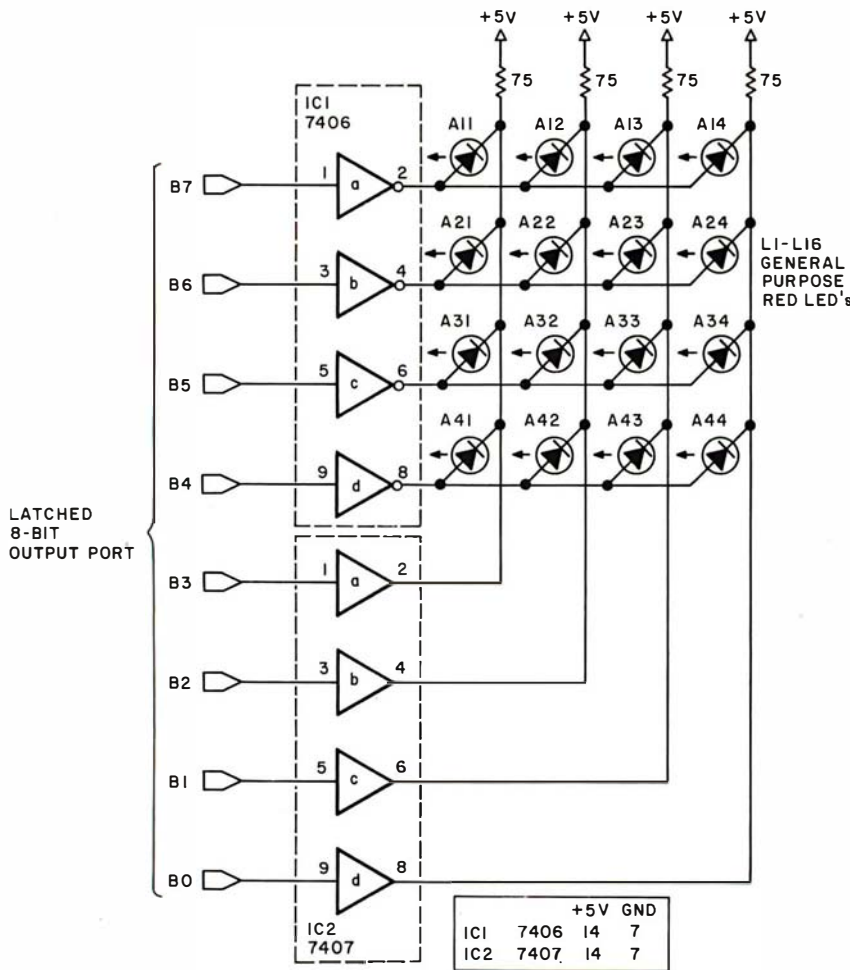 +5V +5V +5V +5V
75 75 75 75
IC1
7406
A11 A12 A13 A14
B7 1 a 2
A21 A22 A23 A24
B6 3 b 4
L1-L16
GENERAL
PURPOSE
RED LED's
A31 A32 A33 A34
B5 5 c 6
A41 A42 A43 A44
B4 9 d 8
LATCHED
8-BIT
OUTPUT PORT
B3 1 a 2
B2 3 b 4
B1 5 c 6
B0 9 d 8
IC2
7407
+5V GND
IC1 7406 14 7
IC2 7407 14 7